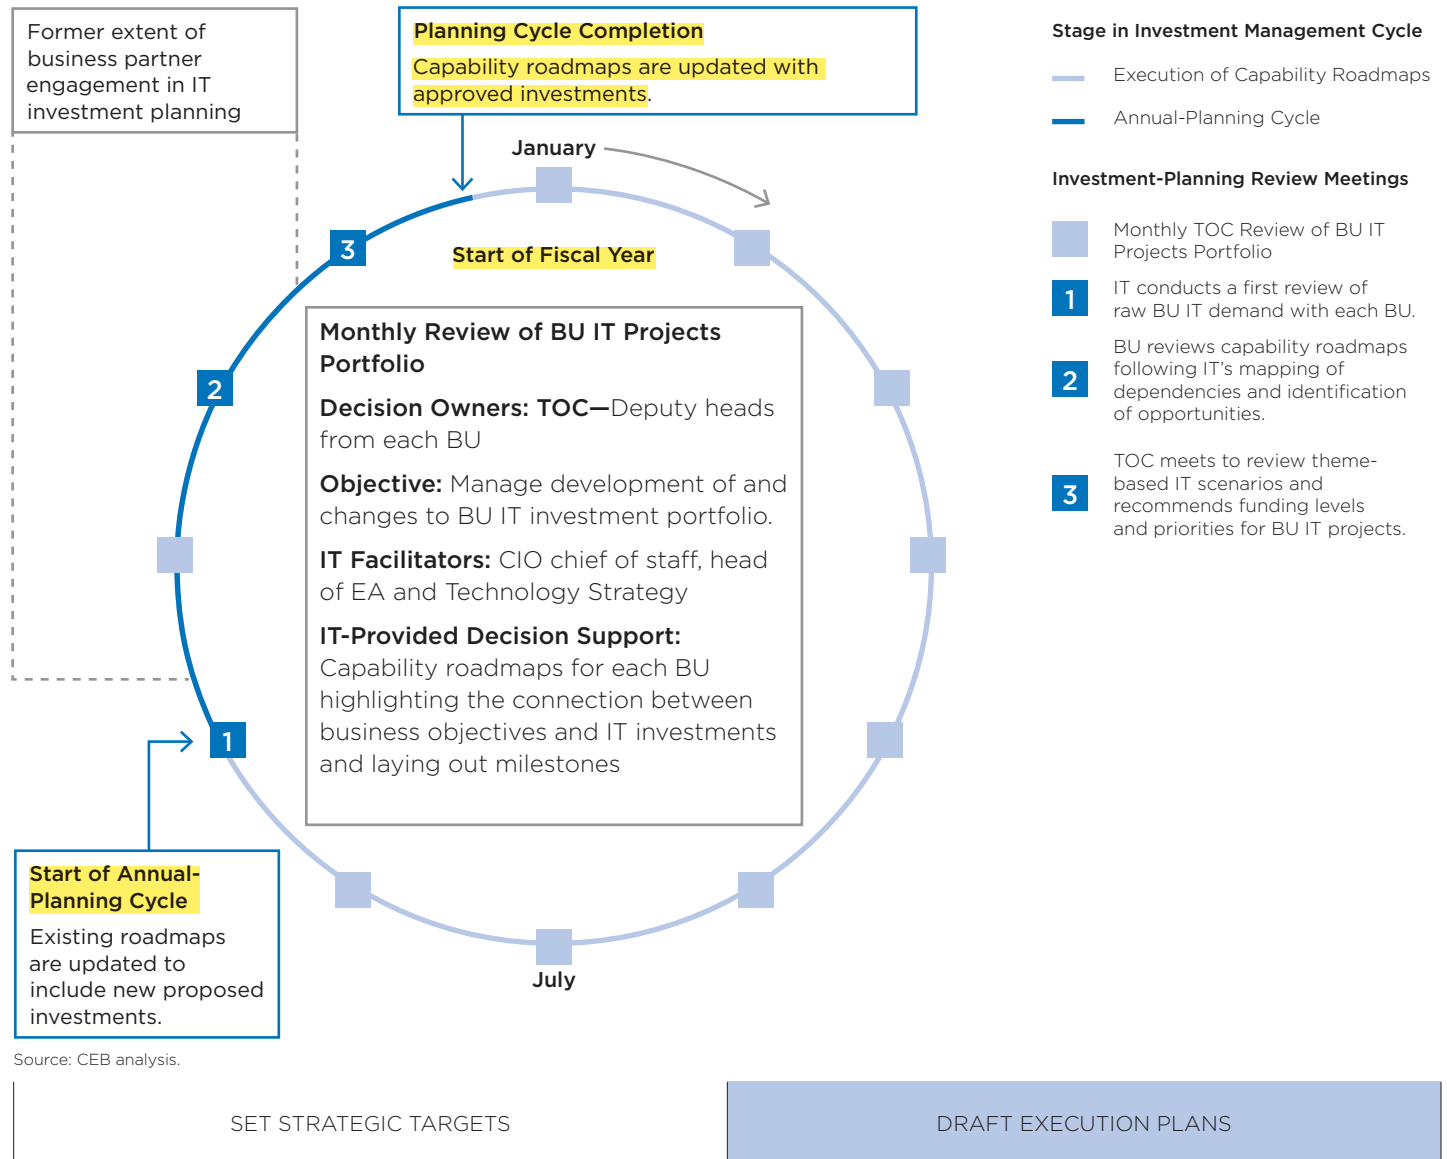 Former extent of
business partner
engagement in IT
investment planning
Planning Cycle Completion
Capability roadmaps are updated with
approved investments.
January
Start of Fiscal Year
3
2
1
Monthly Review of BU IT Projects
Portfolio
Decision Owners: TOC—Deputy heads
from each BU
Objective: Manage development of and
changes to BU IT investment portfolio.
IT Facilitators: CIO chief of staff, head
of EA and Technology Strategy
IT-Provided Decision Support:
Capability roadmaps for each BU
highlighting the connection between
business objectives and IT investments
and laying out milestones
July
Start of Annual-
Planning Cycle
Existing roadmaps
are updated to
include new proposed
investments.
Stage in Investment Management Cycle
Execution of Capability Roadmaps
Annual-Planning Cycle
Investment-Planning Review Meetings
Monthly TOC Review of BU IT
Projects Portfolio
1
IT conducts a first review of
raw BU IT demand with each BU.
2
BU reviews capability roadmaps
following IT’s mapping of
dependencies and identification
of opportunities.
3
TOC meets to review theme-
based IT scenarios and
recommends funding levels
and priorities for BU IT projects.
Source: CEB analysis.
SET STRATEGIC TARGETS
DRAFT EXECUTION PLANS